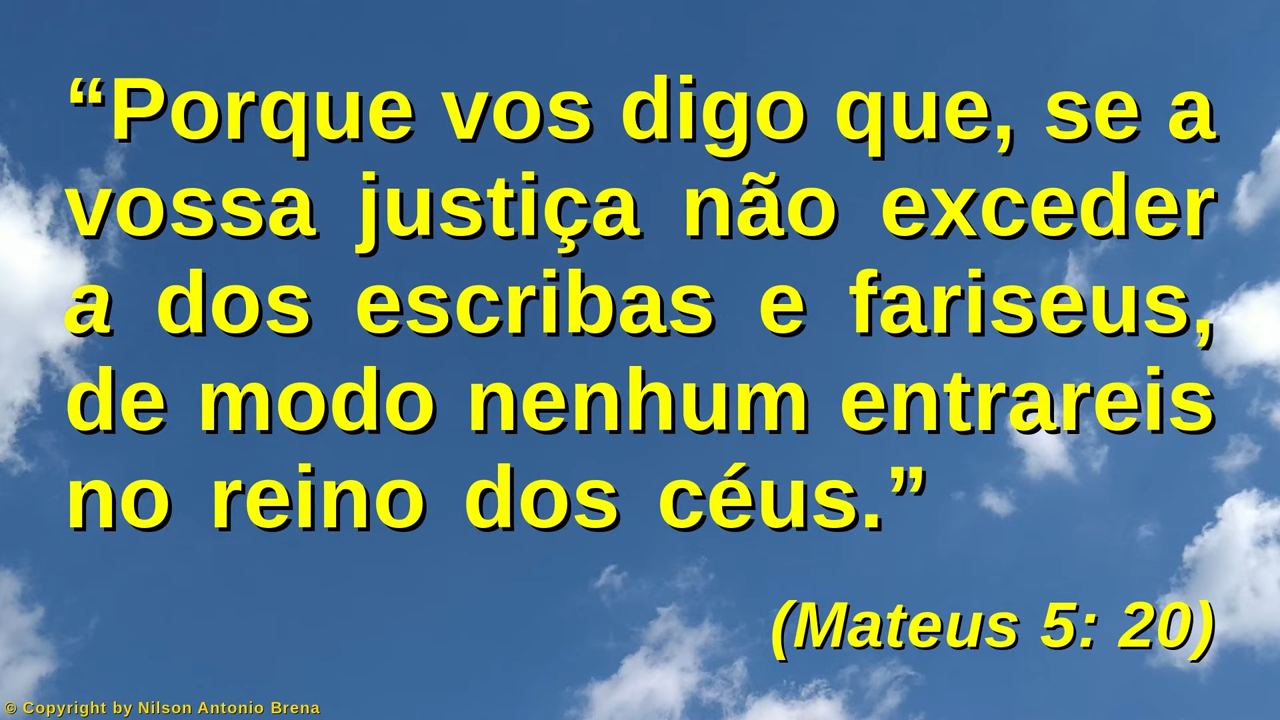 “Porque vos digo que, se a
vossa justiça não exceder
a dos escribas e fariseus,
de modo nenhum entrareis
no reino dos céus.”
(Mateus 5: 20)
© Copyright by Nilson Antonio Brena